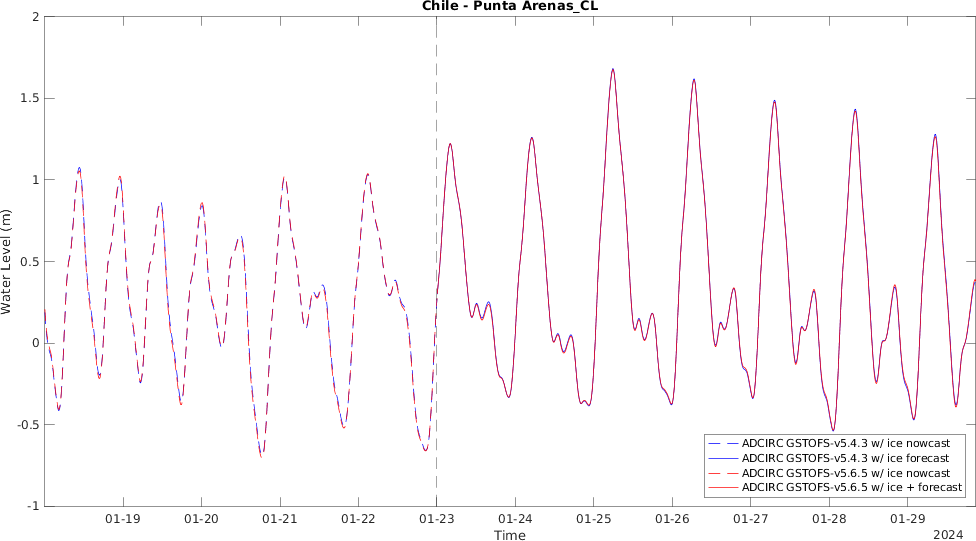 Chile - Punta Arenas_CL
Water Level (m)
2
1.5
1
0.5
0
-0.5
-1
ADCIRC GSTOFS-v5.4.3 w/ ice nowcast
ADCIRC GSTOFS-v5.4.3 w/ ice forecast
ADCIRC GSTOFS-v5.6.5 w/ ice nowcast
ADCIRC GSTOFS-v5.6.5 w/ ice + forecast
01-19 01-20 01-21 01-22 01-23 01-24 01-25 01-26 01-27 01-28 01-29
Time
2024